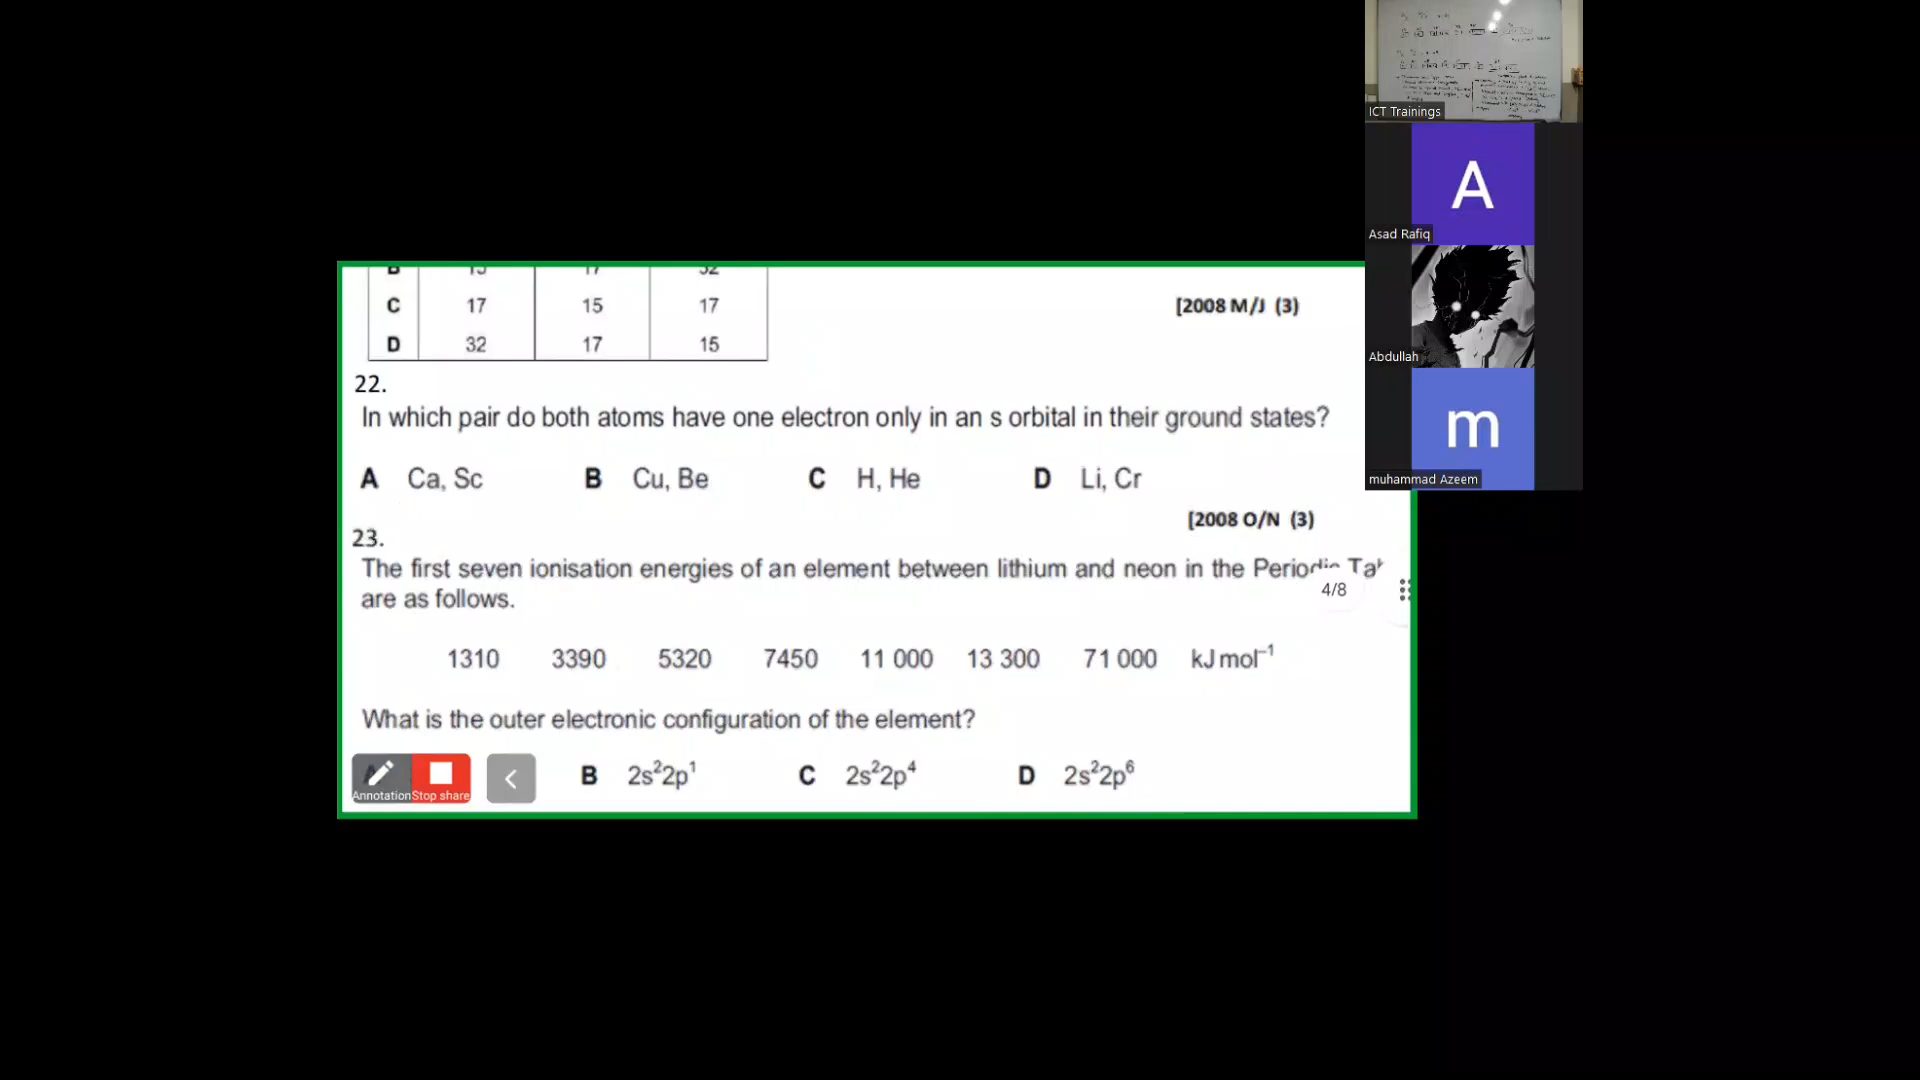 ICT Trainings
A
Asad Rafiq
Abdullah
m
muhammad Azeem
B 15 17 32
C 17 15 17
D 32 17 15
[2008 M/J (3)
22.
In which pair do both atoms have one electron only in an s orbital in their ground states?
A Ca, Sc B Cu, Be C H, He D Li, Cr
[2008 O/N (3)
23.
The first seven ionisation energies of an element between lithium and neon in the Periodic
are as follows.
4/8
1310 3390 5320 7450 11 000 13 300 71 000 kJ mol⁻¹
What is the outer electronic configuration of the element?
B 2s²2p¹ C 2s²2p⁴ D 2s²2p⁶
Annotation Stop share